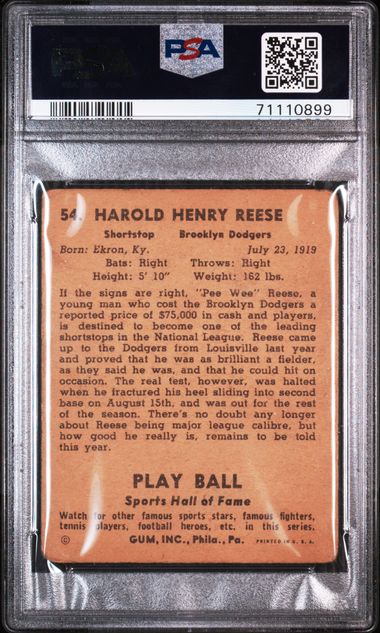 PSA
PSA
71110899
54. HAROLD HENRY REESE
Shortstop Brooklyn Dodgers
Born: Ekron, Ky. July 23, 1919
Bats: Right Throws: Right
Height: 5' 10" Weight: 162 lbs.
If the signs are right, "Pee Wee" Reese, a
young man who cost the Brooklyn Dodgers a
reported price of $75,000 in cash and players,
is destined to become one of the leading
shortstops in the National League. Reese came
up to the Dodgers from Louisville last year
and proved that he was as brilliant a fielder,
as they said he was, and that he could hit on
occasion. The real test, however, was halted
when he fractured his heel sliding into second
base on August 15th, and was out for the rest
of the season. There's no doubt any longer
about Reese being major league calibre, but
how good he really is, remains to be told
this year.
PLAY BALL
Sports Hall of Fame
Watch for other famous sports stars, famous fighters,
tennis players, football heroes, etc. in this series.
© GUM, INC., Phila., Pa. PRINTED IN U. S. A.